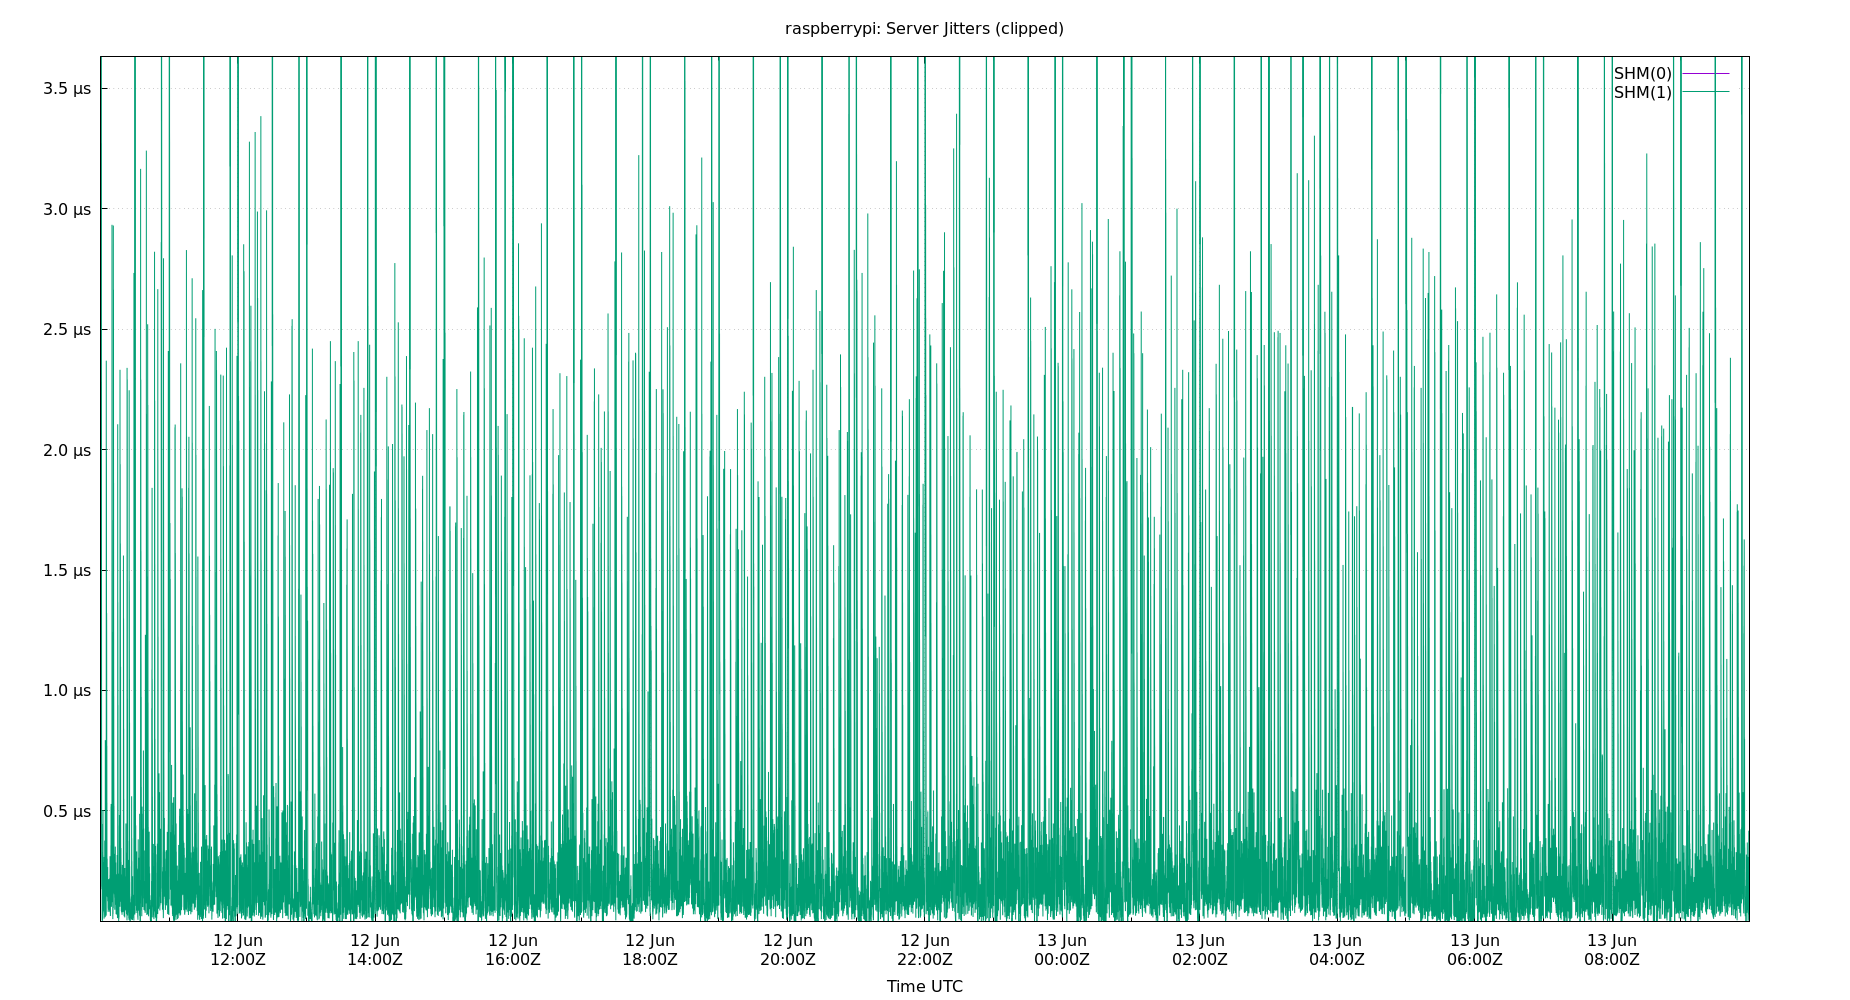 raspberrypi: Server Jitters (clipped)
SHM(0)
SHM(1)
3.5 µs
3.0 µs
2.5 µs
2.0 µs
1.5 µs
1.0 µs
0.5 µs
12 Jun 12 Jun 12 Jun 12 Jun 12 Jun 12 Jun 13 Jun 13 Jun 13 Jun 13 Jun 13 Jun
12:00Z 14:00Z 16:00Z 18:00Z 20:00Z 22:00Z 00:00Z 02:00Z 04:00Z 06:00Z 08:00Z
Time UTC